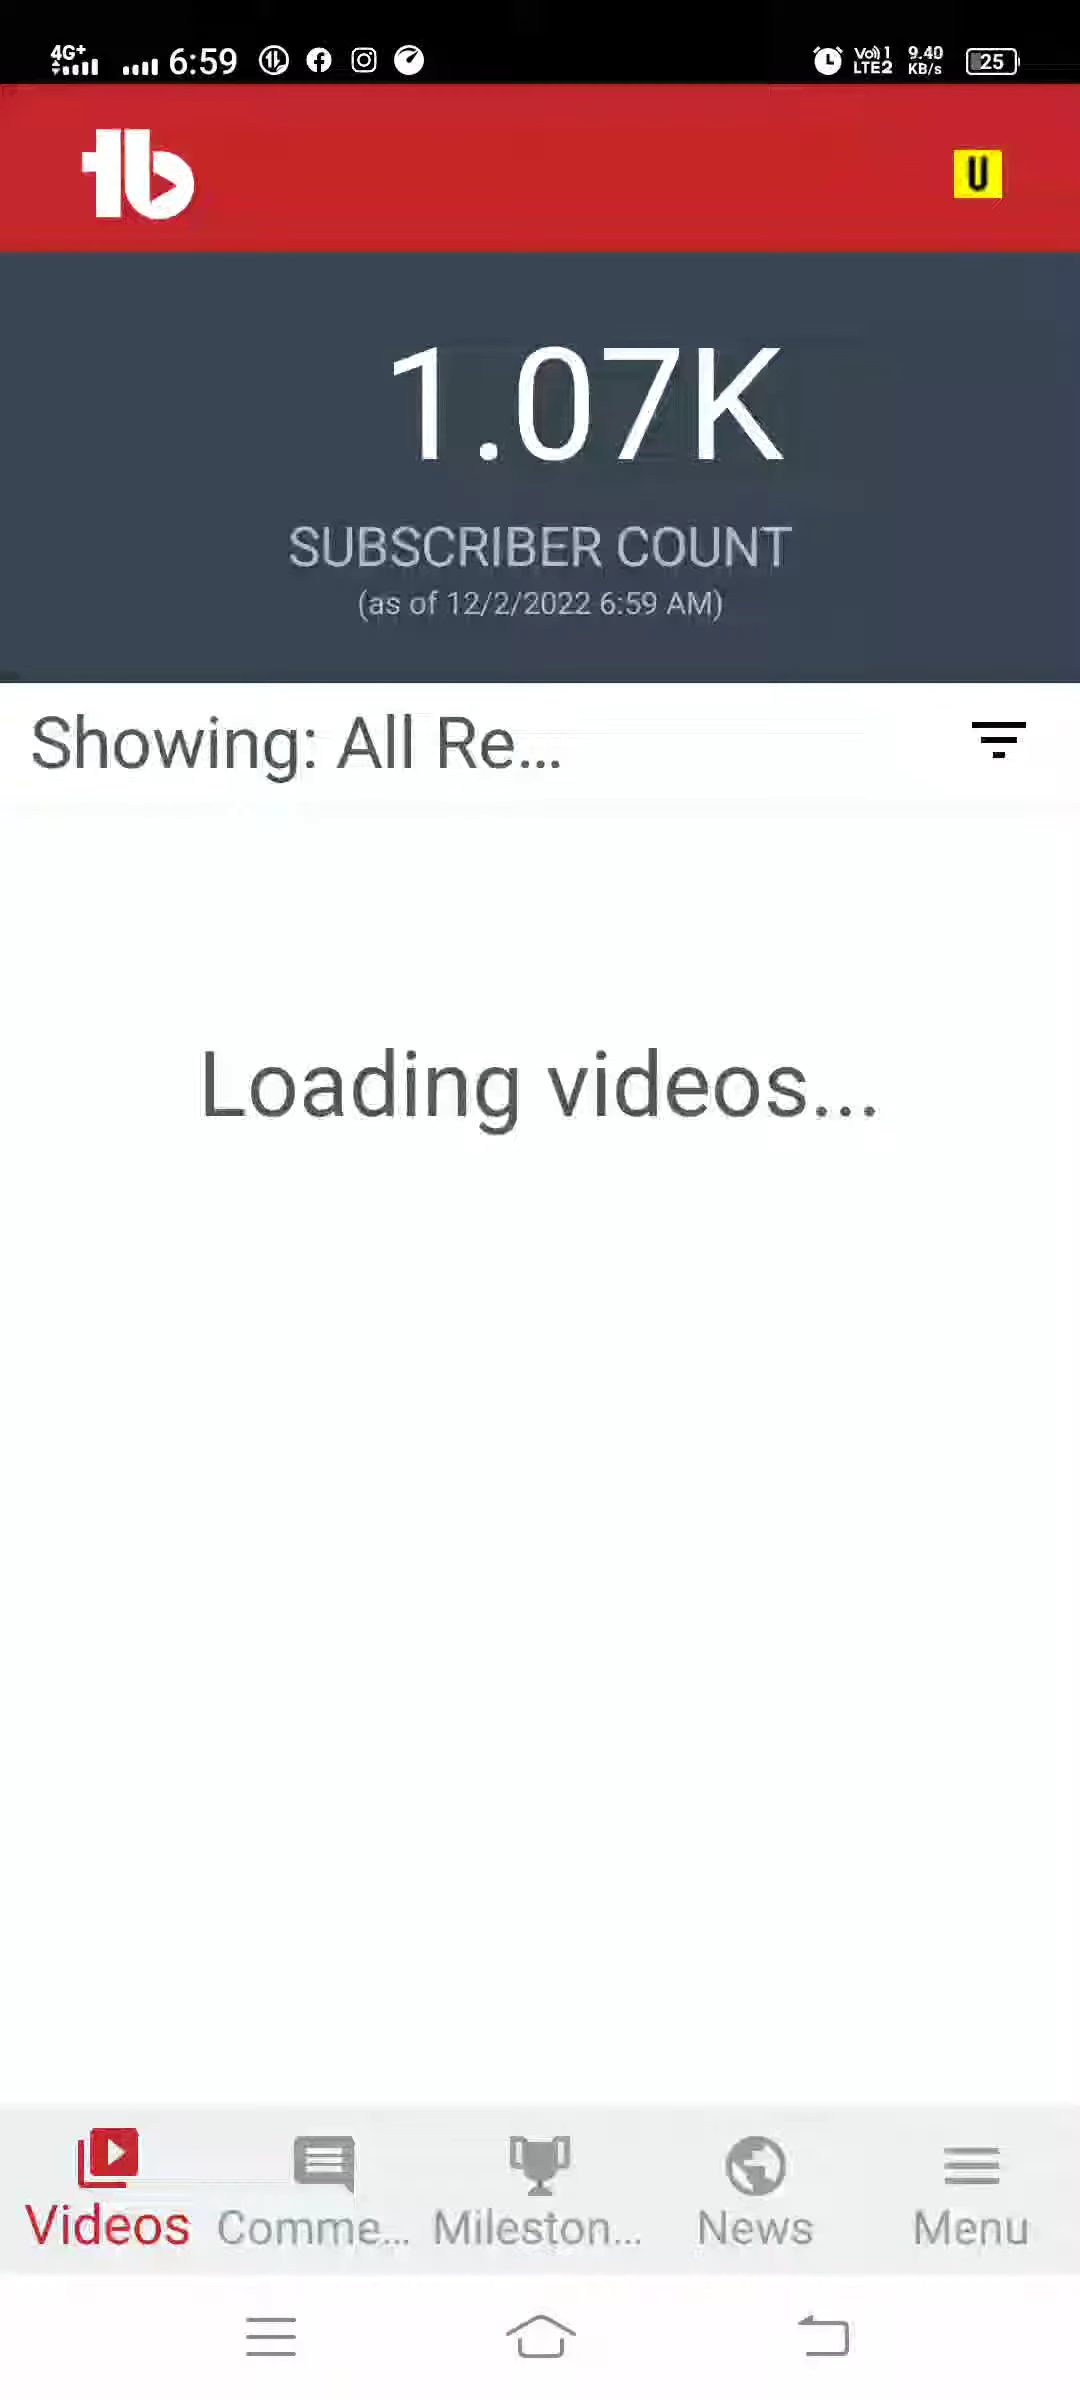 4G+ 6:59 Vo)) 1 LTE2 9.40 KB/s 25
tb U
1.07K
SUBSCRIBER COUNT
(as of 12/2/2022 6:59 AM)
Showing: All Re...
Loading videos...
Videos Comme... Mileston... News Menu